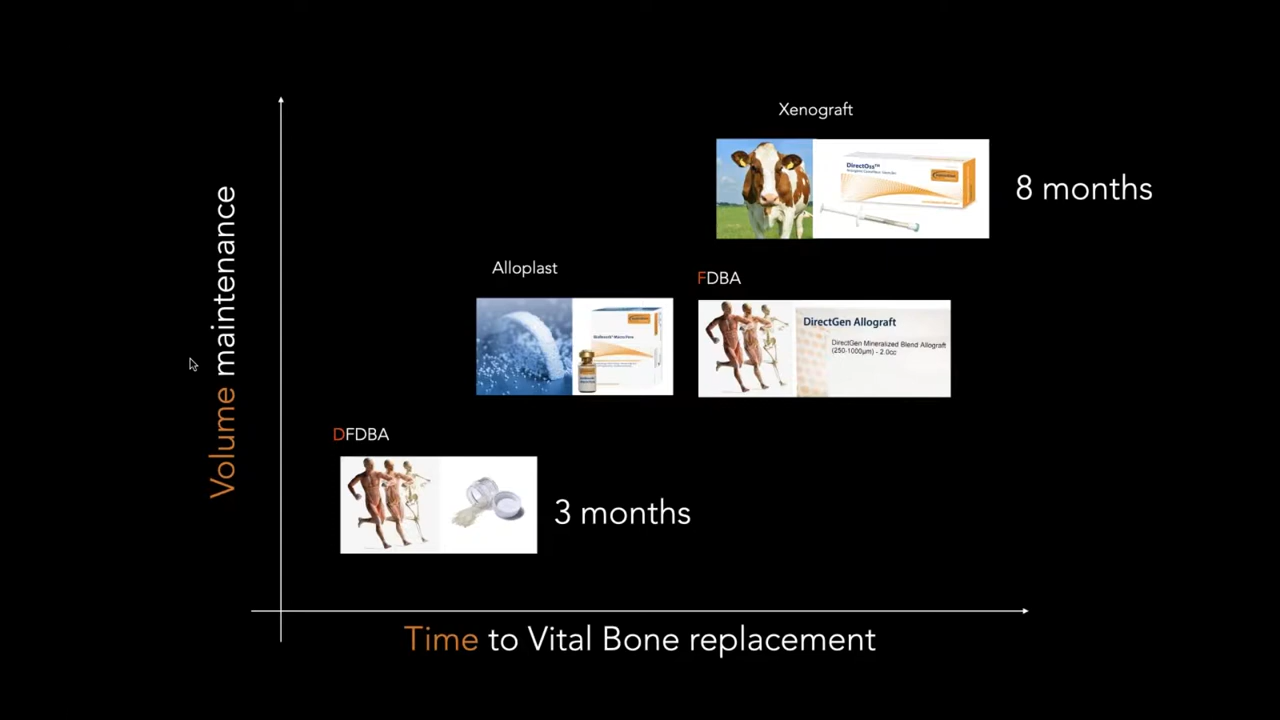 Xenograft
DirectOss™
8 months
Volume maintenance
Alloplast
FDBA
DirectGen Allograft
DirectGen Mineralized Blend Allograft
(250-1000µm) - 2.0cc
DFDBA
3 months
Time to Vital Bone replacement